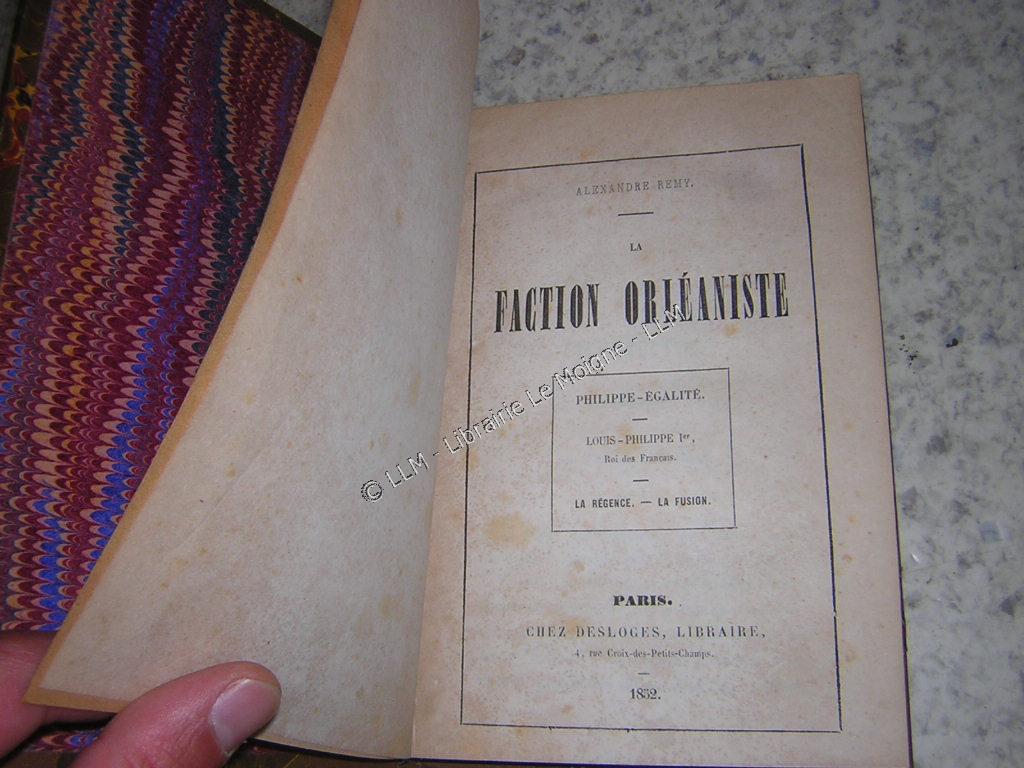 ALEXANDRE REMY.
LA
FACTION ORLÉANISTE
PHILIPPE-ÉGALITÉ.
LOUIS-PHILIPPE Ier,
Roi des Français.
LA RÉGENCE. — LA FUSION.
PARIS.
CHEZ DESLOGES, LIBRAIRE,
4, rue Croix-des-Petits-Champs.
1852.
© LLM - Librairie Le Moigne - LLM